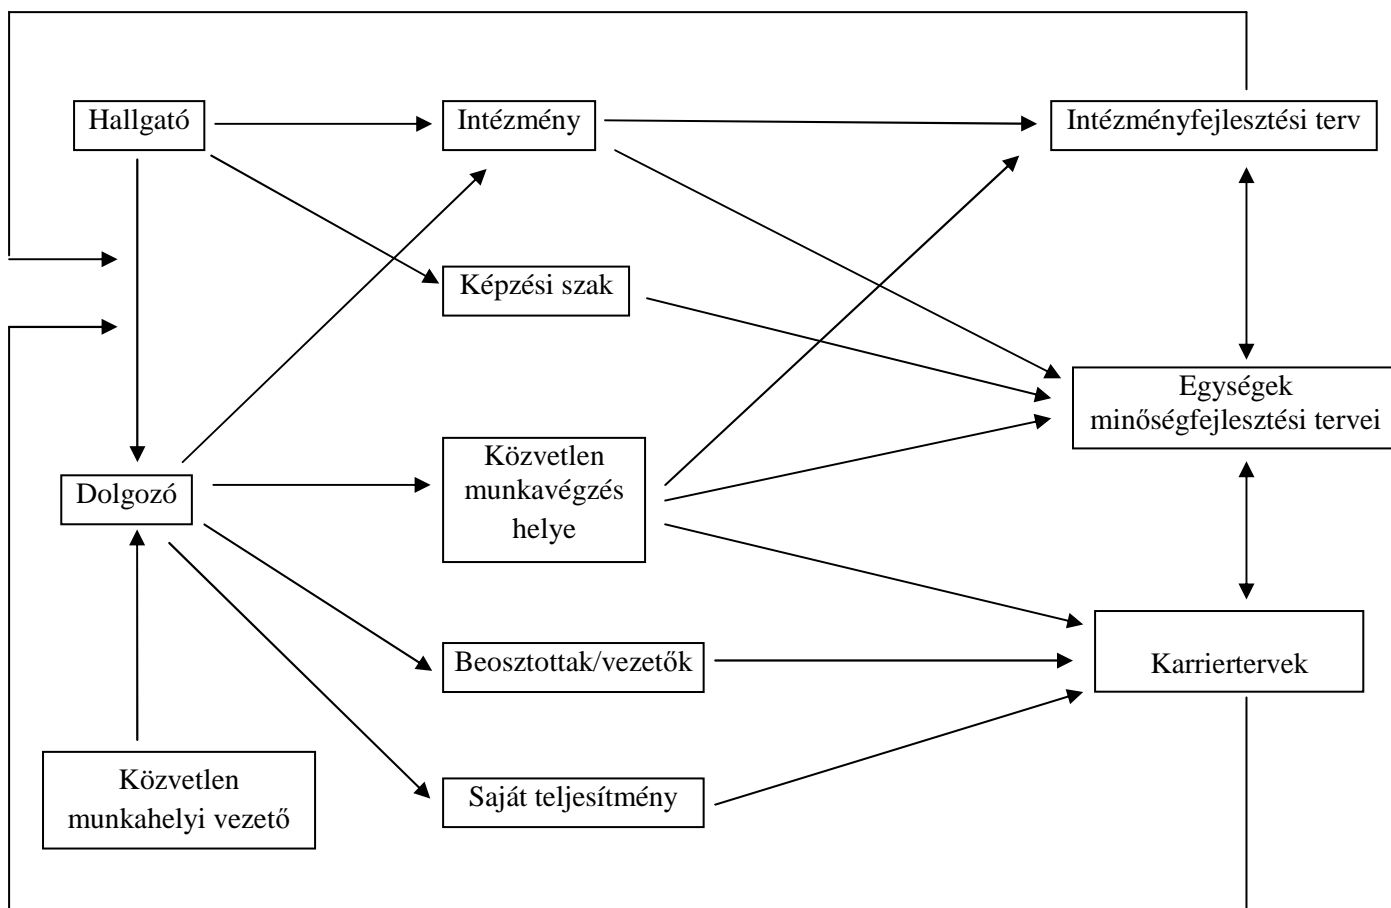 Hallgató
Intézmény
Intézményfejlesztési terv
Képzési szak
Egységek
minőségfejlesztési tervei
Közvetlen
munkavégzés
helye
Dolgozó
Beosztottak/vezetők
Karriertervek
Közvetlen
munkahelyi vezető
Saját teljesítmény